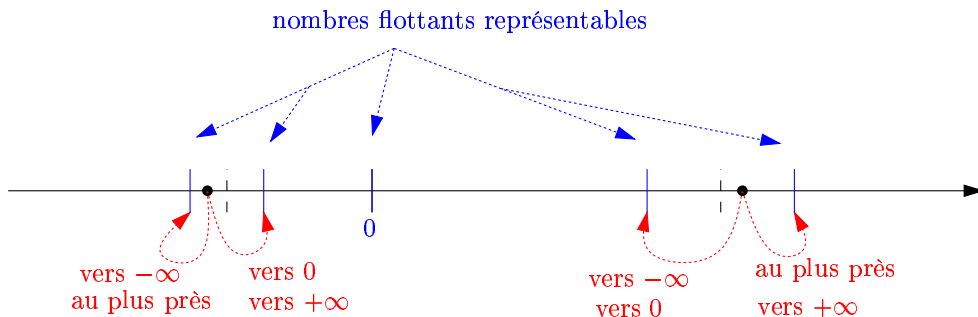 nombres flottants représentables
0
vers −∞
au plus près
vers 0
vers +∞
vers −∞
vers 0
au plus près
vers +∞